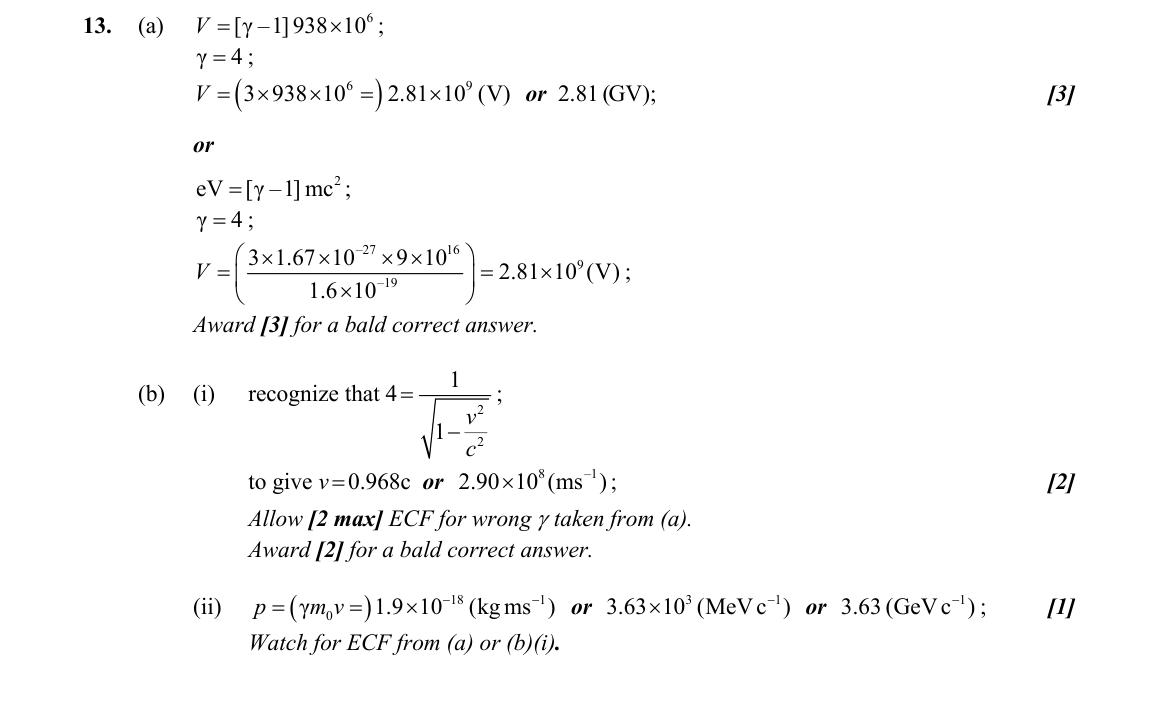 13. (a) V = [γ – 1] 938×10⁶ ;
γ = 4 ;
V = (3×938×10⁶ =) 2.81×10⁹ (V) or 2.81 (GV); [3]
or
eV = [γ – 1] mc² ;
γ = 4 ;
V = (3×1.67×10⁻²⁷ ×9×10¹⁶ / 1.6×10⁻¹⁹) = 2.81×10⁹ (V) ;
Award [3] for a bald correct answer.
(b) (i) recognize that 4 = 1 / √(1 – v²/c²) ;
to give v = 0.968c or 2.90×10⁸ (ms⁻¹) ; [2]
Allow [2 max] ECF for wrong γ taken from (a).
Award [2] for a bald correct answer.
(ii) p = (γm₀v =) 1.9×10⁻¹⁸ (kg ms⁻¹) or 3.63×10³ (MeV c⁻¹) or 3.63 (GeV c⁻¹) ; [1]
Watch for ECF from (a) or (b)(i).